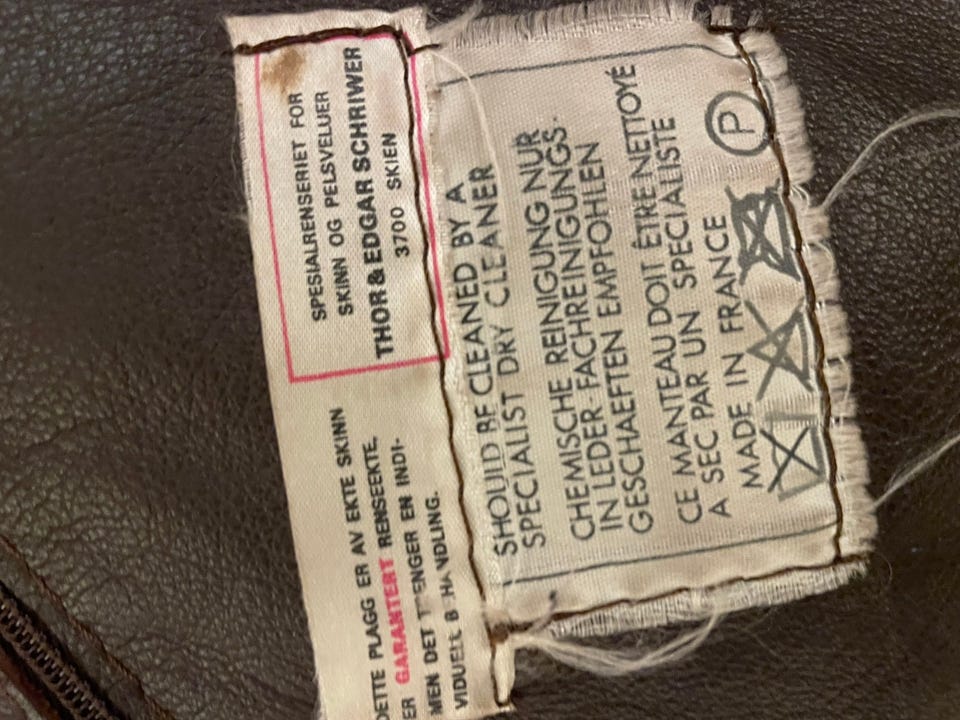 DETTE PLAGG ER AV EKTE SKINN
ER GARANTERT RENSEEKTE,
MEN DET TRENGER EN INDI-
VIDUELL BEHANDLING.
SPESIALRENSERIET FOR
SKINN OG PELSVELUER
THOR & EDGAR SCHRIWER
3700 SKIEN
SHOULD BE CLEANED BY A
SPECIALIST DRY CLEANER
CHEMISCHE REINIGUNG NUR
IN LEDER-FACHREINIGUNGS-
GESCHAEFTEN EMPFOHLEN
CE MANTEAU DOIT ÊTRE NETTOYÉ
A SEC PAR UN SPECIALISTE
MADE IN FRANCE
P